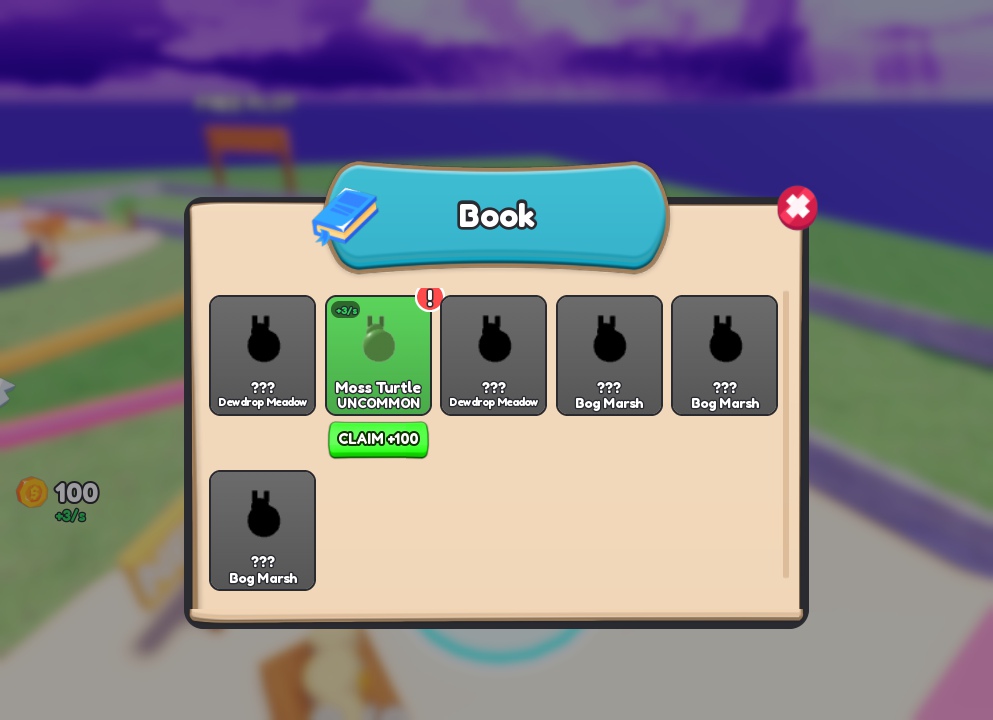 Book
+3/s
???
Dewdrop Meadow
Moss Turtle
UNCOMMON
???
Dewdrop Meadow
???
Bog Marsh
???
Bog Marsh
!
CLAIM +100
100
+3/s
???
Bog Marsh